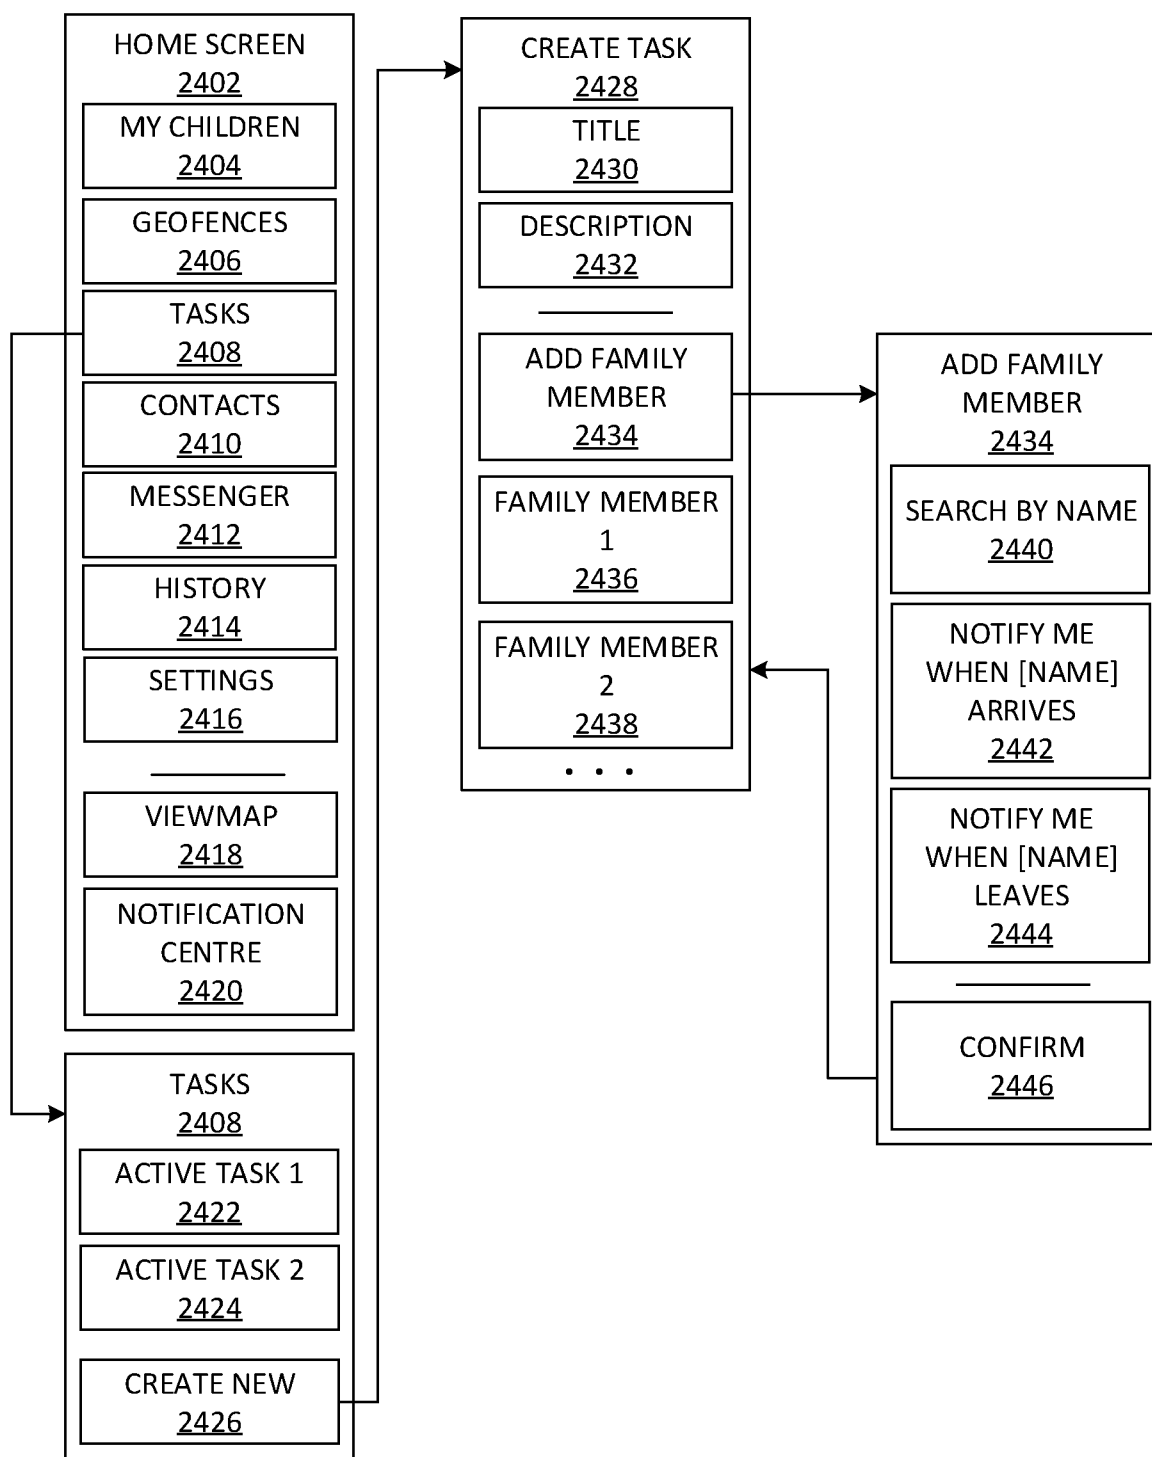 HOME SCREEN
2402
MY CHILDREN
2404
GEOFENCES
2406
TASKS
2408
CONTACTS
2410
MESSENGER
2412
HISTORY
2414
SETTINGS
2416
VIEWMAP
2418
NOTIFICATION
CENTRE
2420
TASKS
2408
ACTIVE TASK 1
2422
ACTIVE TASK 2
2424
CREATE NEW
2426
CREATE TASK
2428
TITLE
2430
DESCRIPTION
2432
ADD FAMILY
MEMBER
2434
FAMILY MEMBER
1
2436
FAMILY MEMBER
2
2438
. . .
ADD FAMILY
MEMBER
2434
SEARCH BY NAME
2440
NOTIFY ME
WHEN [NAME]
ARRIVES
2442
NOTIFY ME
WHEN [NAME]
LEAVES
2444
CONFIRM
2446